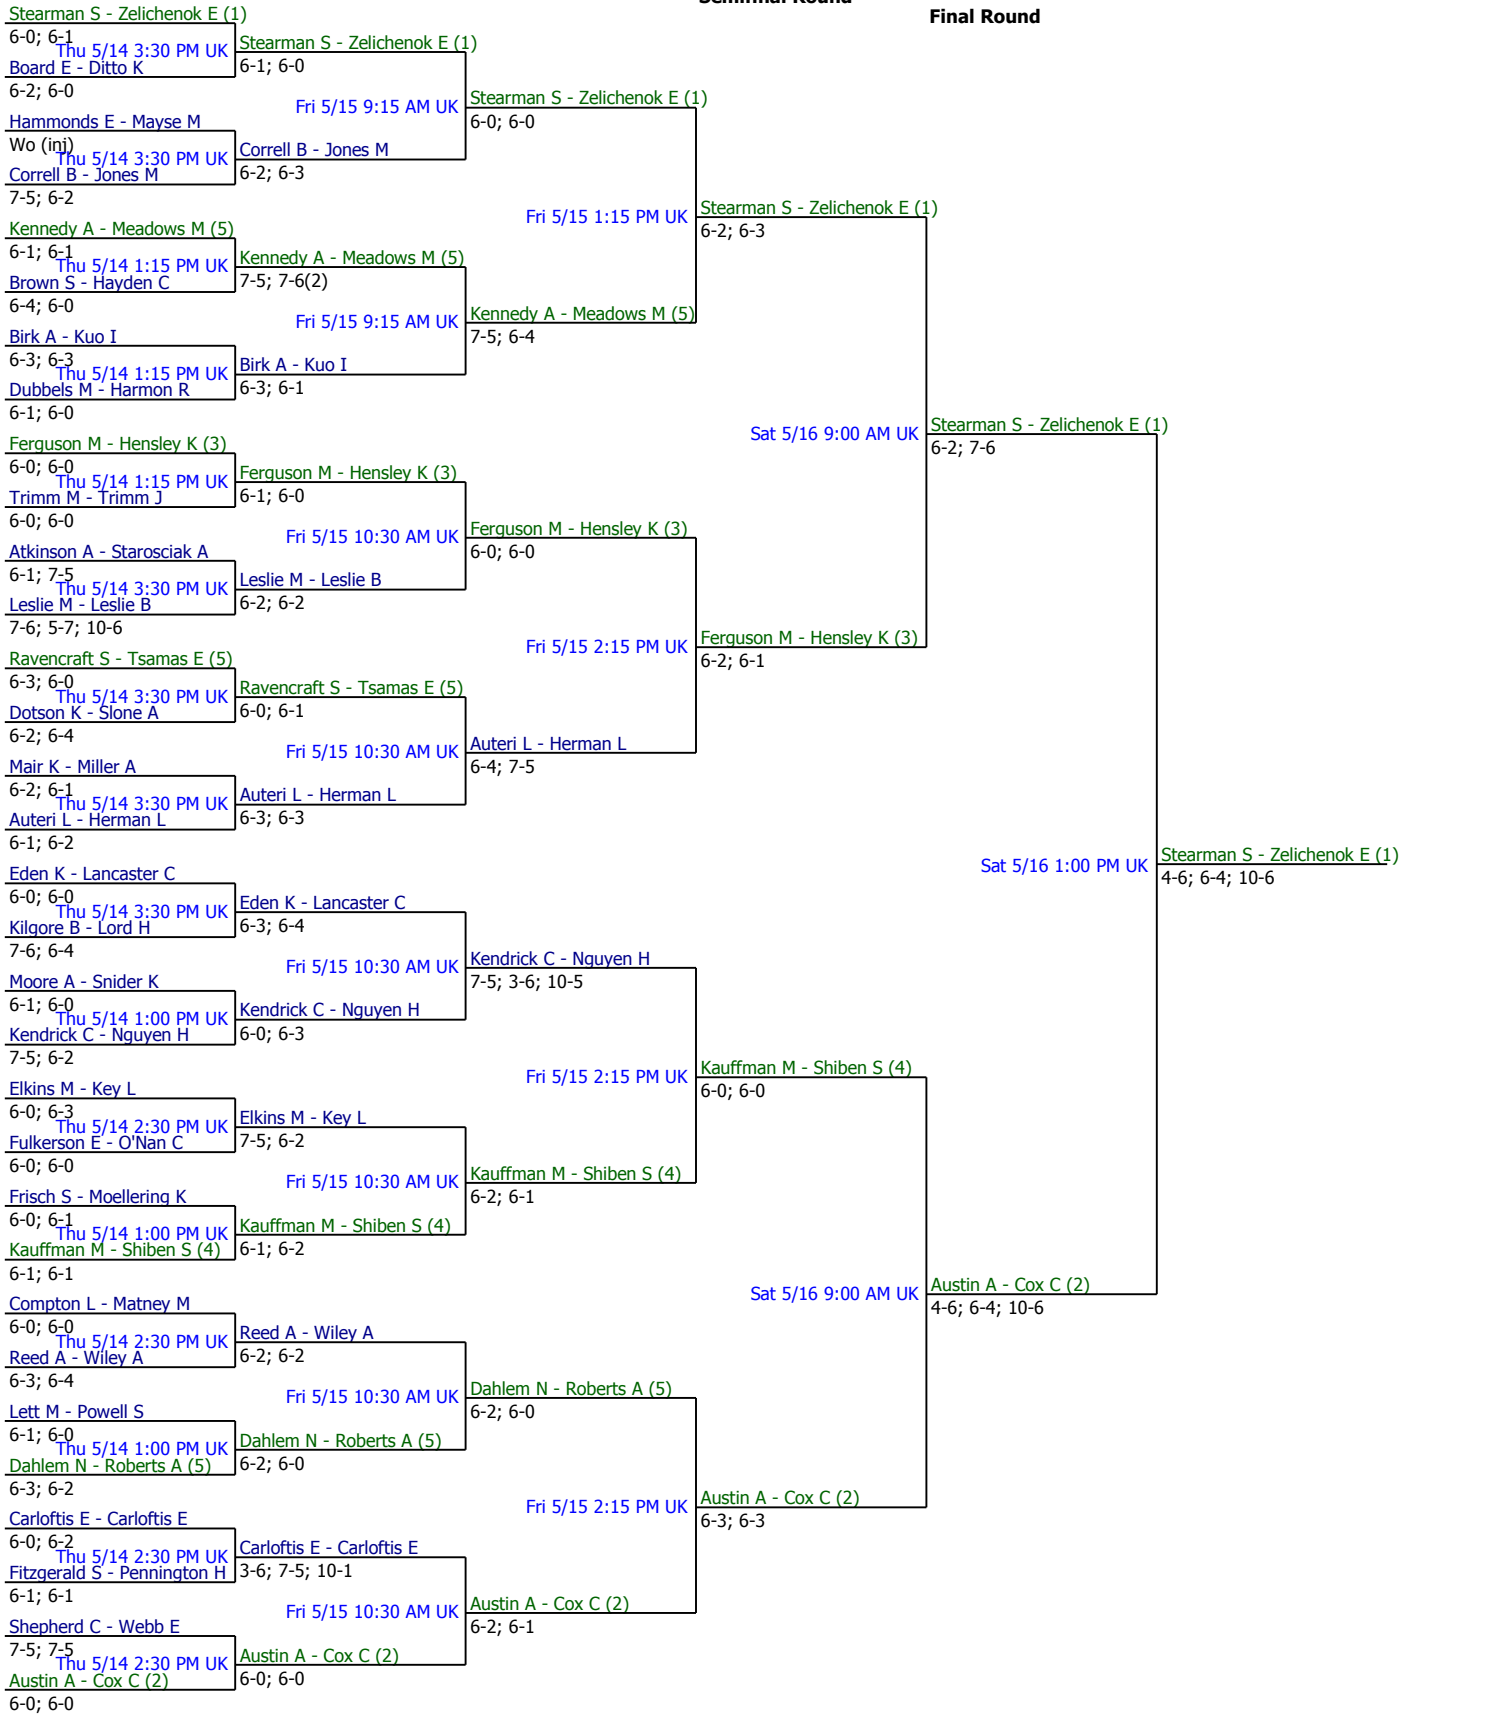 Final Round
Stearman S - Zelichenok E (1)
6-0; 6-1
Thu 5/14 3:30 PM UK
Board E - Ditto K
6-2; 6-0
Hammonds E - Mayse M
Wo (inj)
Thu 5/14 3:30 PM UK
Correll B - Jones M
7-5; 6-2
Kennedy A - Meadows M (5)
6-1; 6-1
Thu 5/14 1:15 PM UK
Brown S - Hayden C
6-4; 6-0
Birk A - Kuo I
6-3; 6-3
Thu 5/14 1:15 PM UK
Dubbels M - Harmon R
6-1; 6-0
Ferguson M - Hensley K (3)
6-0; 6-0
Thu 5/14 1:15 PM UK
Trimm M - Trimm J
6-0; 6-0
Atkinson A - Starosciak A
6-1; 7-5
Thu 5/14 3:30 PM UK
Leslie M - Leslie B
7-6; 5-7; 10-6
Ravencraft S - Tsamas E (5)
6-3; 6-0
Thu 5/14 3:30 PM UK
Dotson K - Slone A
6-2; 6-4
Mair K - Miller A
6-2; 6-1
Thu 5/14 3:30 PM UK
Auteri L - Herman L
6-1; 6-2
Eden K - Lancaster C
6-0; 6-0
Thu 5/14 3:30 PM UK
Kilgore B - Lord H
7-6; 6-4
Moore A - Snider K
6-1; 6-0
Thu 5/14 1:00 PM UK
Kendrick C - Nguyen H
7-5; 6-2
Elkins M - Key L
6-0; 6-3
Thu 5/14 2:30 PM UK
Fulkerson E - O'Nan C
6-0; 6-0
Frisch S - Moellering K
6-0; 6-1
Thu 5/14 1:00 PM UK
Kauffman M - Shiben S (4)
6-1; 6-1
Compton L - Matney M
6-0; 6-0
Thu 5/14 2:30 PM UK
Reed A - Wiley A
6-3; 6-4
Lett M - Powell S
6-1; 6-0
Thu 5/14 1:00 PM UK
Dahlem N - Roberts A (5)
6-3; 6-2
Carloftis E - Carloftis E
6-0; 6-2
Thu 5/14 2:30 PM UK
Fitzgerald S - Pennington H
6-1; 6-1
Shepherd C - Webb E
7-5; 7-5
Thu 5/14 2:30 PM UK
Austin A - Cox C (2)
6-0; 6-0
Stearman S - Zelichenok E (1)
6-1; 6-0
Fri 5/15 9:15 AM UK
Correll B - Jones M
6-2; 6-3
Kennedy A - Meadows M (5)
7-5; 7-6(2)
Fri 5/15 9:15 AM UK
Birk A - Kuo I
6-3; 6-1
Ferguson M - Hensley K (3)
6-1; 6-0
Fri 5/15 10:30 AM UK
Leslie M - Leslie B
6-2; 6-2
Ravencraft S - Tsamas E (5)
6-0; 6-1
Fri 5/15 10:30 AM UK
Auteri L - Herman L
6-3; 6-3
Eden K - Lancaster C
6-3; 6-4
Fri 5/15 10:30 AM UK
Kendrick C - Nguyen H
6-0; 6-3
Elkins M - Key L
7-5; 6-2
Fri 5/15 10:30 AM UK
Kauffman M - Shiben S (4)
6-1; 6-2
Reed A - Wiley A
6-2; 6-2
Fri 5/15 10:30 AM UK
Dahlem N - Roberts A (5)
6-2; 6-0
Carloftis E - Carloftis E
3-6; 7-5; 10-1
Fri 5/15 10:30 AM UK
Austin A - Cox C (2)
6-0; 6-0
Stearman S - Zelichenok E (1)
6-0; 6-0
Fri 5/15 1:15 PM UK
Kennedy A - Meadows M (5)
7-5; 6-4
Ferguson M - Hensley K (3)
6-0; 6-0
Fri 5/15 2:15 PM UK
Auteri L - Herman L
6-4; 7-5
Kendrick C - Nguyen H
7-5; 3-6; 10-5
Fri 5/15 2:15 PM UK
Kauffman M - Shiben S (4)
6-2; 6-1
Dahlem N - Roberts A (5)
6-2; 6-0
Fri 5/15 2:15 PM UK
Austin A - Cox C (2)
6-2; 6-1
Stearman S - Zelichenok E (1)
6-2; 6-3
Sat 5/16 9:00 AM UK
Ferguson M - Hensley K (3)
6-2; 6-1
Kauffman M - Shiben S (4)
6-0; 6-0
Sat 5/16 9:00 AM UK
Austin A - Cox C (2)
6-3; 6-3
Stearman S - Zelichenok E (1)
6-2; 7-6
Sat 5/16 1:00 PM UK
Austin A - Cox C (2)
4-6; 6-4; 10-6
Stearman S - Zelichenok E (1)
4-6; 6-4; 10-6